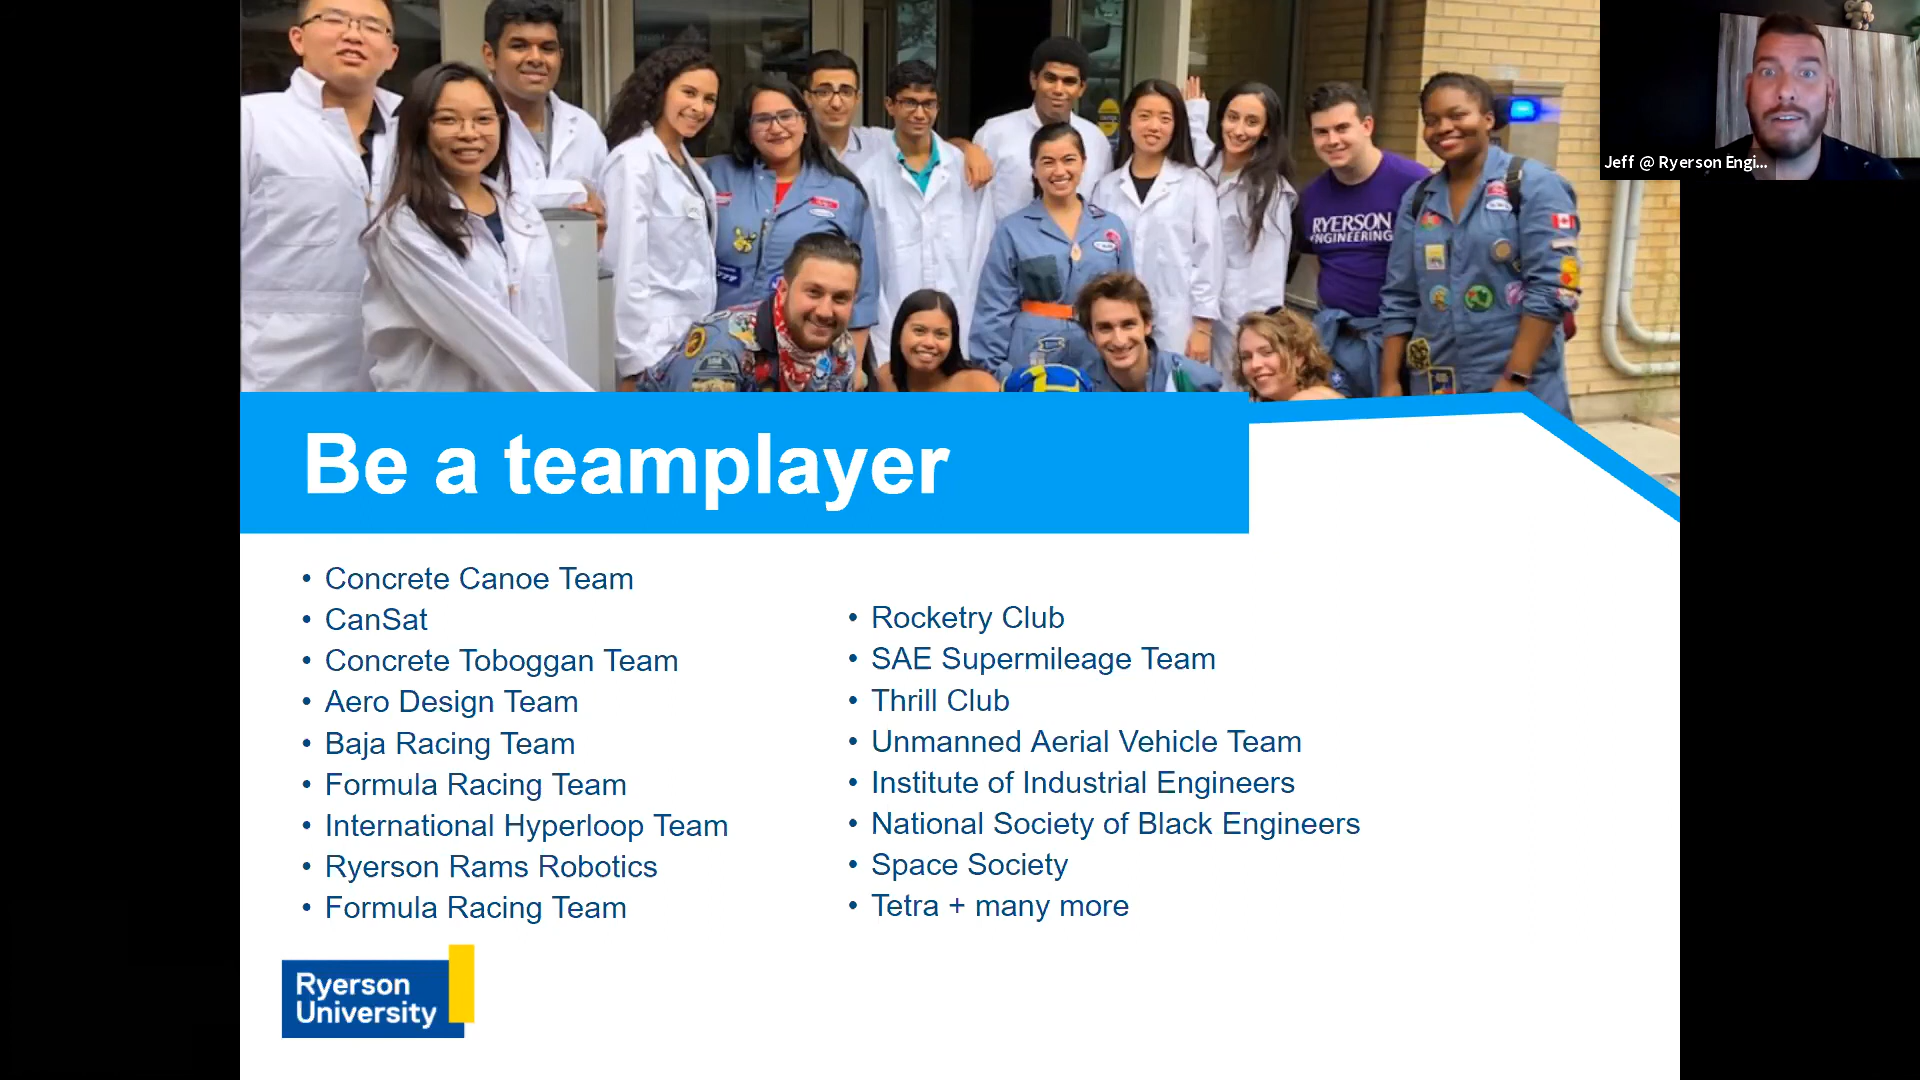 Jeff @ Ryerson Engi...
RYERSON
ENGINEERING
Be a teamplayer
• Concrete Canoe Team
• CanSat
• Concrete Toboggan Team
• Aero Design Team
• Baja Racing Team
• Formula Racing Team
• International Hyperloop Team
• Ryerson Rams Robotics
• Formula Racing Team
• Rocketry Club
• SAE Supermileage Team
• Thrill Club
• Unmanned Aerial Vehicle Team
• Institute of Industrial Engineers
• National Society of Black Engineers
• Space Society
• Tetra + many more
Ryerson
University